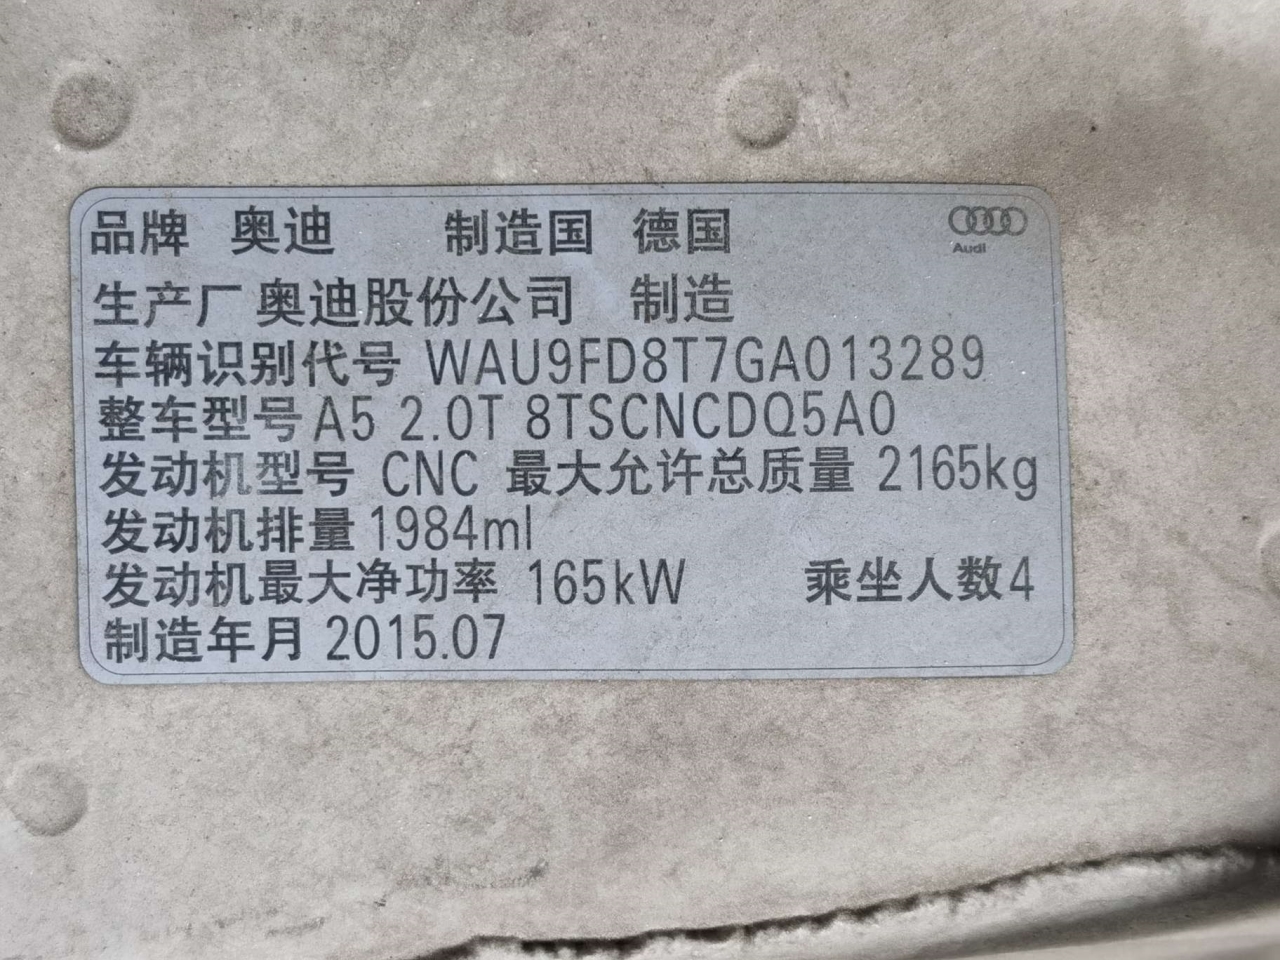 品牌 奥迪 制造国 德国
Audi
生产厂 奥迪股份公司 制造
车辆识别代号 WAU9FD8T7GA013289
整车型号 A5 2.0T 8TSCNCDQ5A0
发动机型号 CNC 最大允许总质量 2165kg
发动机排量 1984ml
发动机最大净功率 165kW 乘坐人数4
制造年月 2015.07